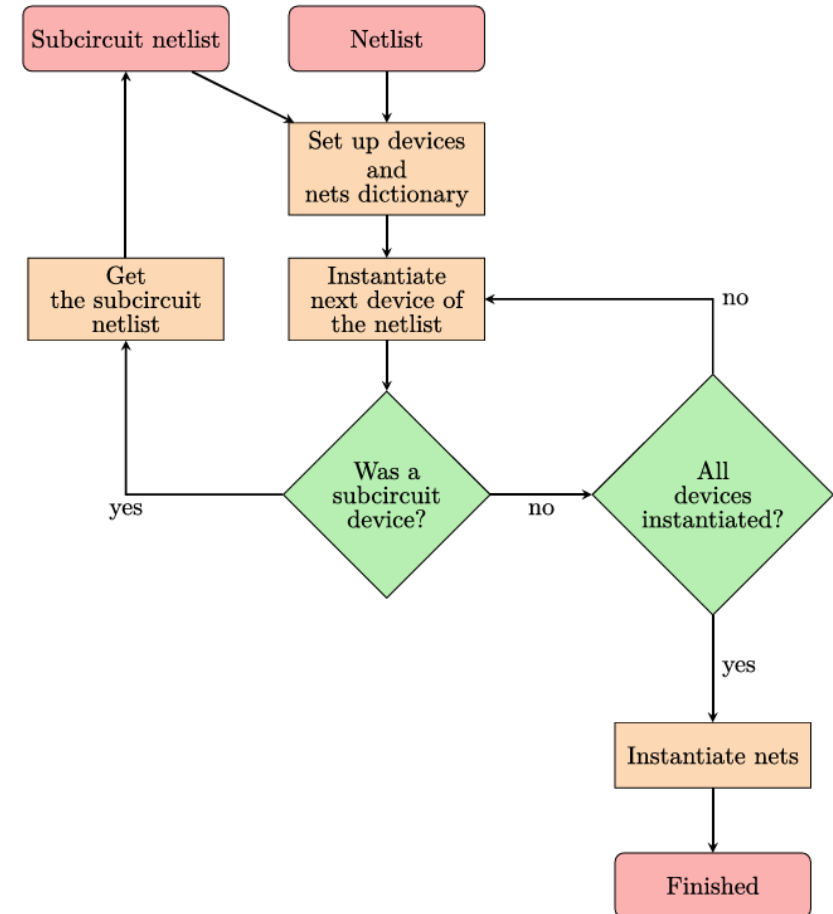 Subcircuit netlist
Netlist
Set up devices
and
nets dictionary
Get
the subcircuit
netlist
Instantiate
next device of
the netlist
no
Was a
subcircuit
device?
All
devices
instantiated?
yes
no
yes
Instantiate nets
Finished